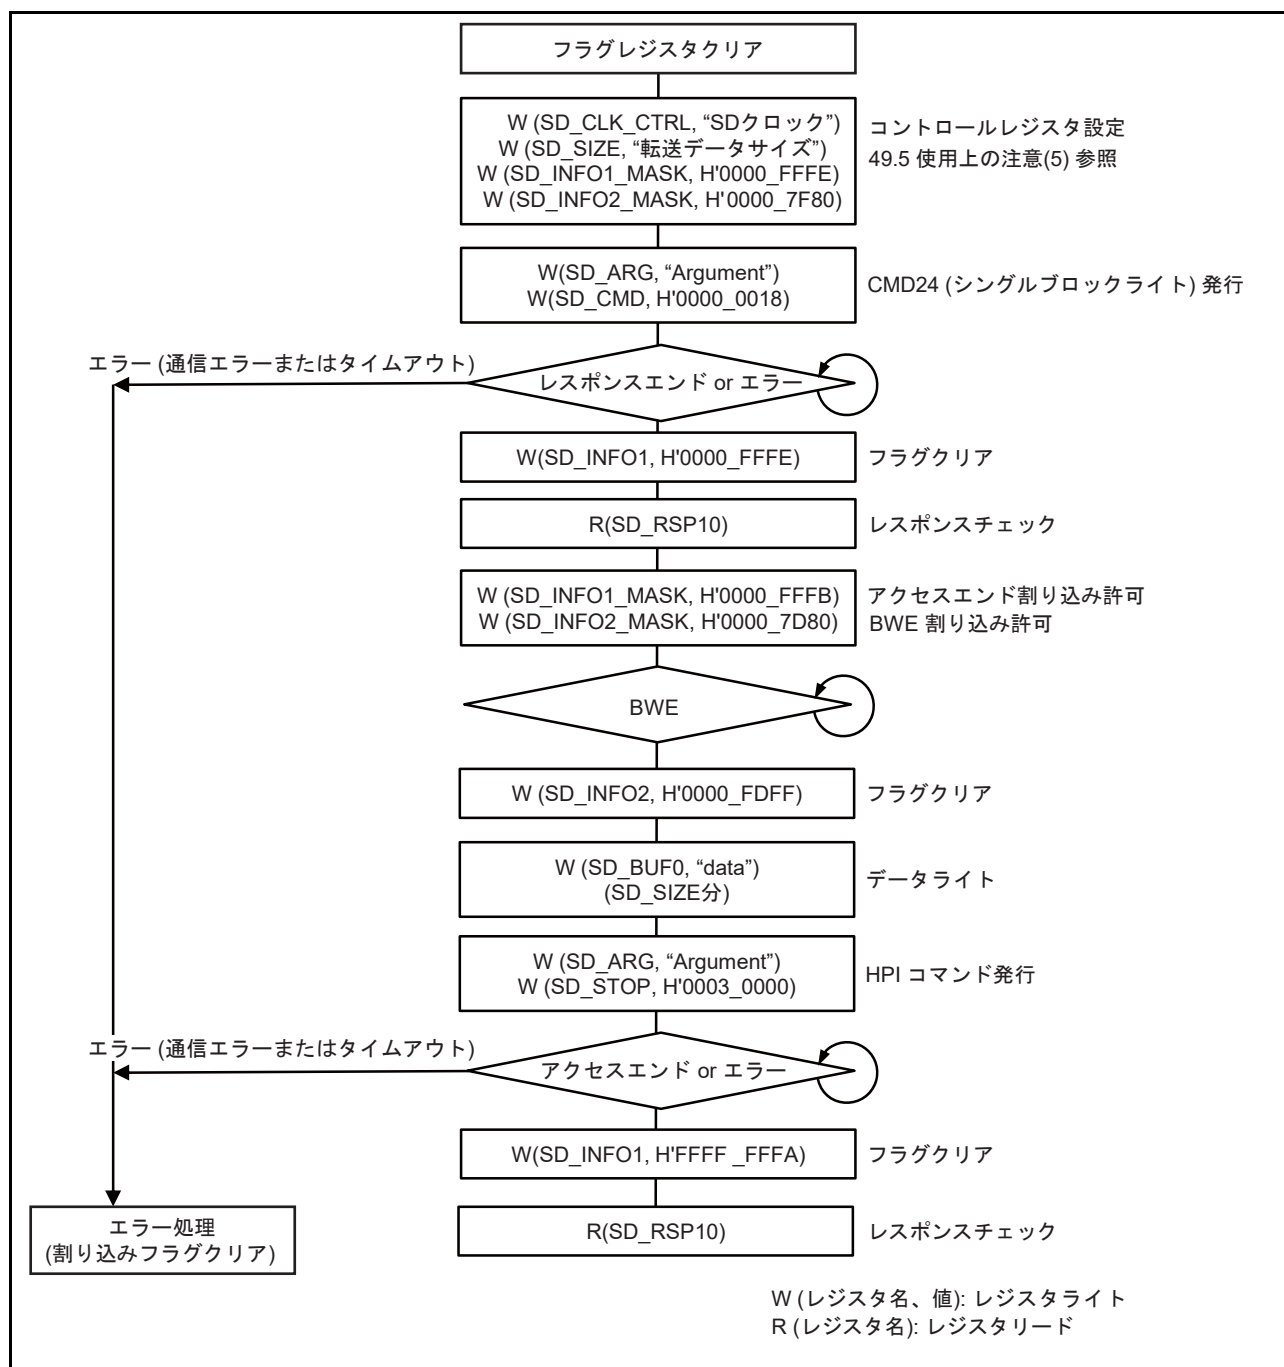 フラグレジスタクリア
W (SD_CLK_CTRL, “SDクロック”)
W (SD_SIZE, “転送データサイズ”)
W (SD_INFO1_MASK, H'0000_FFFE)
W (SD_INFO2_MASK, H'0000_7F80)
コントロールレジスタ設定
49.5 使用上の注意(5) 参照
W(SD_ARG, “Argument”)
W(SD_CMD, H'0000_0018)
CMD24 (シングルブロックライト) 発行
エラー (通信エラーまたはタイムアウト)
レスポンスエンド or エラー
W(SD_INFO1, H'0000_FFFE)
フラグクリア
R(SD_RSP10)
レスポンスチェック
W (SD_INFO1_MASK, H'0000_FFFB)
W (SD_INFO2_MASK, H'0000_7D80)
アクセスエンド割り込み許可
BWE 割り込み許可
BWE
W (SD_INFO2, H'0000_FDFF)
フラグクリア
W (SD_BUF0, “data”)
(SD_SIZE分)
データライト
W (SD_ARG, “Argument”)
W (SD_STOP, H'0003_0000)
HPI コマンド発行
エラー (通信エラーまたはタイムアウト)
アクセスエンド or エラー
W(SD_INFO1, H'FFFF _FFFA)
フラグクリア
エラー処理
(割り込みフラグクリア)
R(SD_RSP10)
レスポンスチェック
W (レジスタ名、値): レジスタライト
R (レジスタ名): レジスタリード